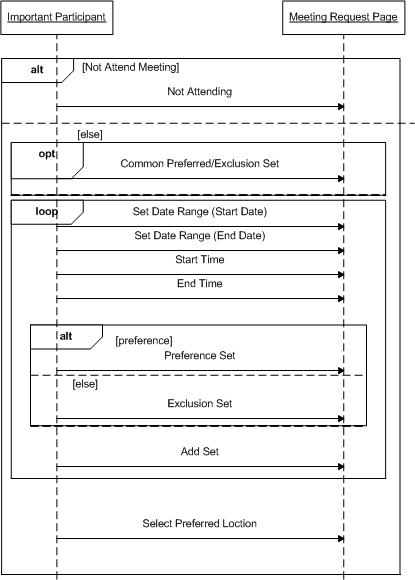 Important Participant
Meeting Request Page
alt
[Not Attend Meeting]
Not Attending
[else]
opt
Common Preferred/Exclusion Set
loop
Set Date Range (Start Date)
Set Date Range (End Date)
Start Time
End Time
alt
[preference]
Preference Set
[else]
Exclusion Set
Add Set
Select Preferred Loction